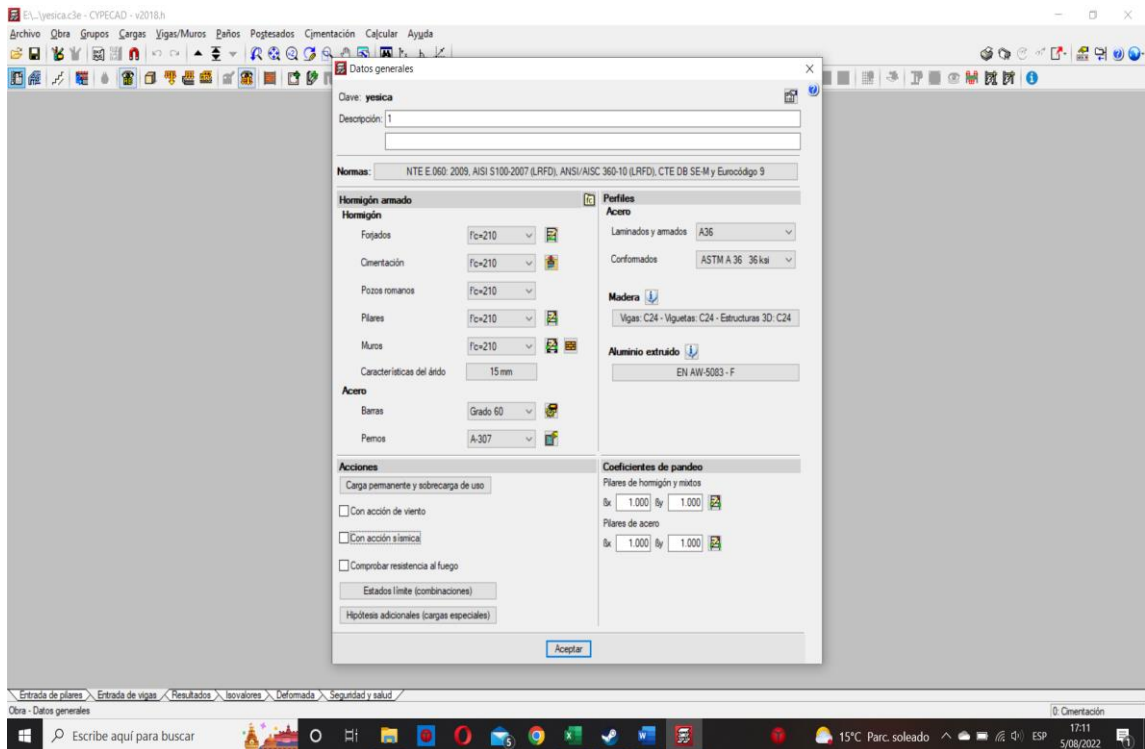 E:\...\yesica.c3e - CYPECAD - v2018.h
Archivo Obra Grupos Cargas Vigas/Muros Paños Postesados Cimentación Calcular Ayuda
Datos generales
Clave: yesica
Descripción: 1
Normas: NTE E.060: 2009, AISI S100-2007 (LRFD), ANSI/AISC 360-10 (LRFD), CTE DB SE-M y Eurocódigo 9
Hormigón armado
Hormigón
Forjados f'c=210
Cimentación f'c=210
Pozos romanos f'c=210
Pilares f'c=210
Muros f'c=210
Características del árido 15 mm
Acero
Barras Grado 60
Pernos A-307
Perfiles
Acero
Laminados y armados A36
Conformados ASTM A 36 36 ksi
Madera
Vigas: C24 - Viguetas: C24 - Estructuras 3D: C24
Aluminio extruido
EN AW-5083 - F
Acciones
Carga permanente y sobrecarga de uso
Con acción de viento
Con acción sísmica
Comprobar resistencia al fuego
Estados límite (combinaciones)
Hipótesis adicionales (cargas especiales)
Coeficientes de pandeo
Pilares de hormigón y mixtos
ßx 1.000 ßy 1.000
Pilares de acero
ßx 1.000 ßy 1.000
Aceptar
Entrada de pilares Entrada de vigas Resultados Isovalores Deformada Seguridad y salud
Obra - Datos generales 0: Cimentación
Escribe aquí para buscar 15°C Parc. soleado ESP 17:11
5/08/2022